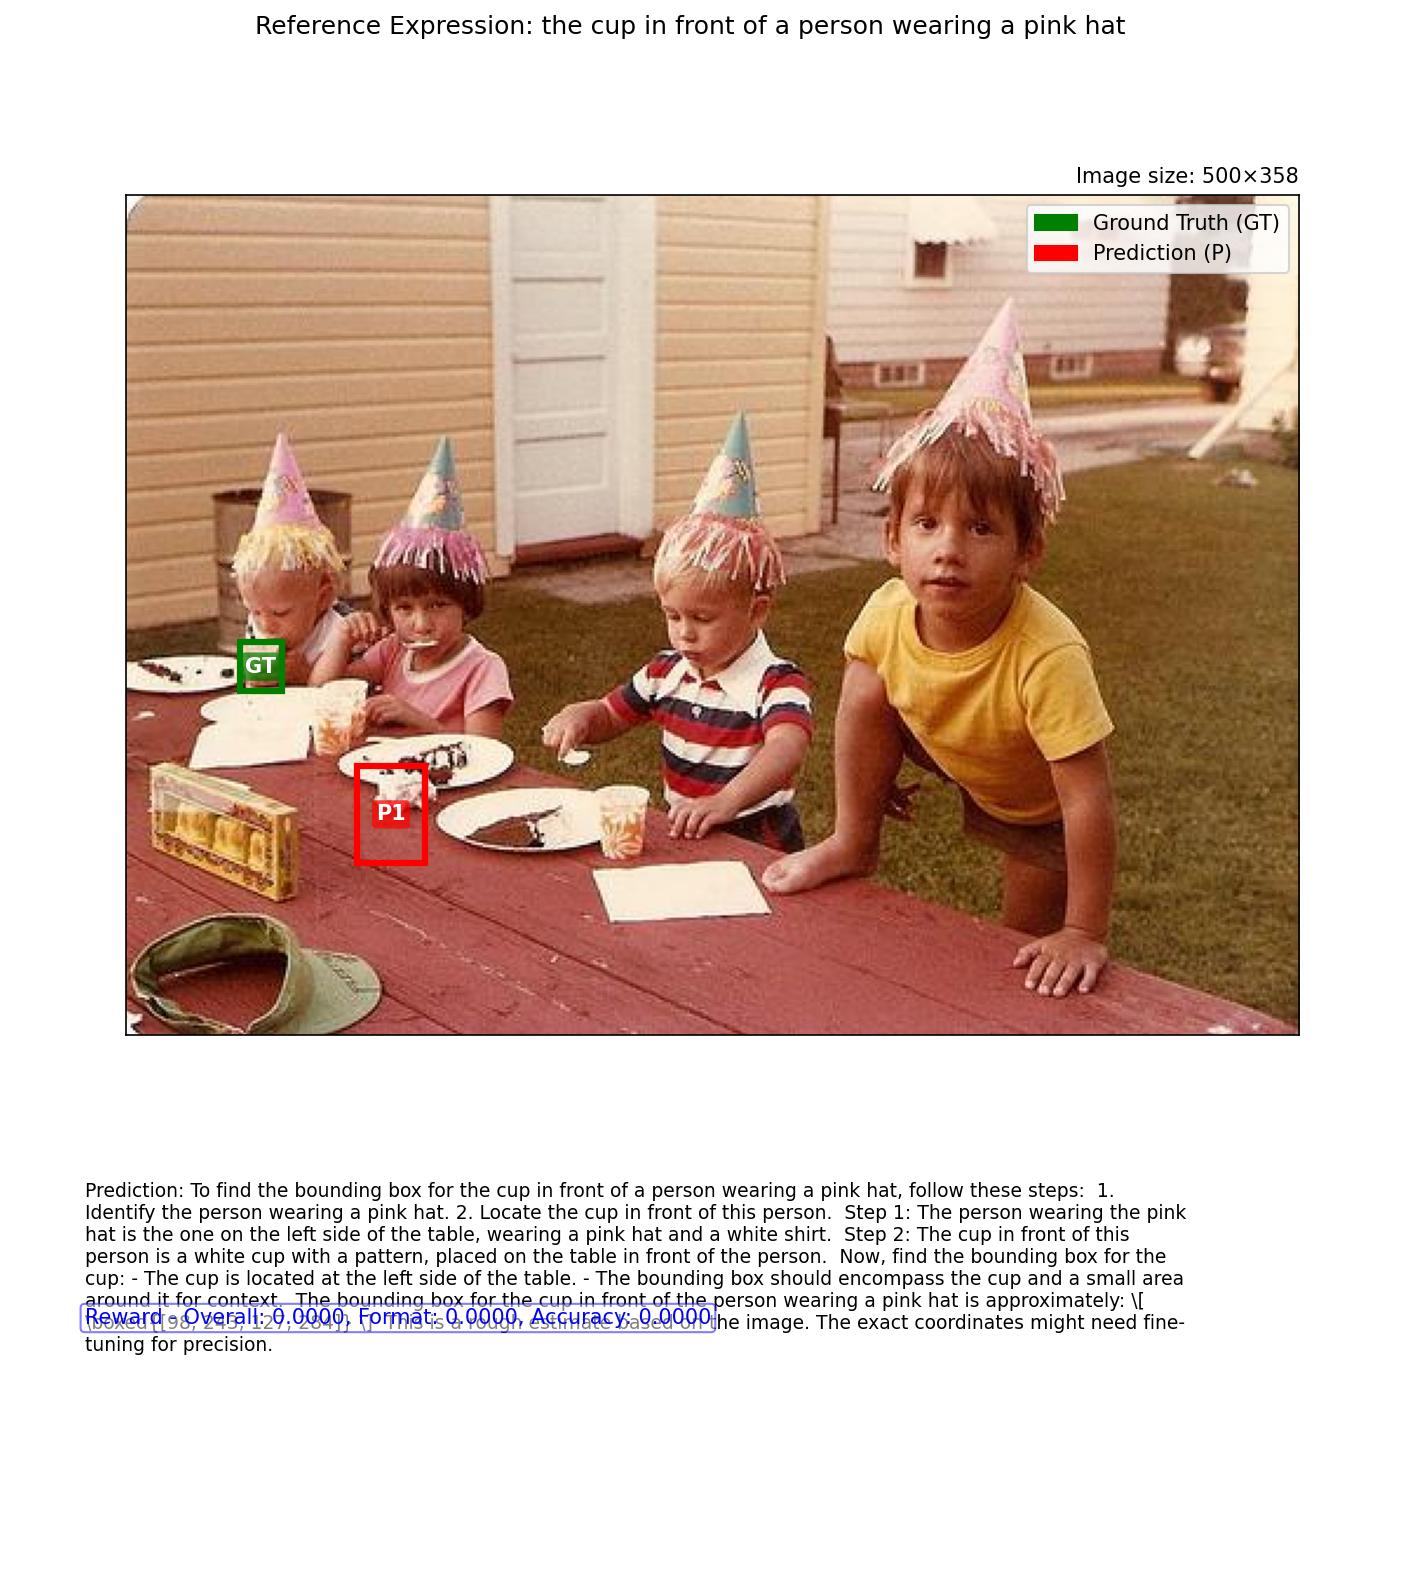 Reference Expression: the cup in front of a person wearing a pink hat
Image size: 500×358
Ground Truth (GT)
Prediction (P)
GT
P1
Prediction: To find the bounding box for the cup in front of a person wearing a pink hat, follow these steps:  1.
Identify the person wearing a pink hat. 2. Locate the cup in front of this person.  Step 1: The person wearing the pink
hat is the one on the left side of the table, wearing a pink hat and a white shirt.  Step 2: The cup in front of this
person is a white cup with a pattern, placed on the table in front of the person.  Now, find the bounding box for the
cup: - The cup is located at the left side of the table. - The bounding box should encompass the cup and a small area
around it for context.  The bounding box for the cup in front of the person wearing a pink hat is approximately: \[
Reward - Overall: 0.0000, Format: 0.0000, Accuracy: 0.0000
\boxed{[98, 243, 127, 284]} \]  This is a rough estimate based on the image. The exact coordinates might need fine-
tuning for precision.